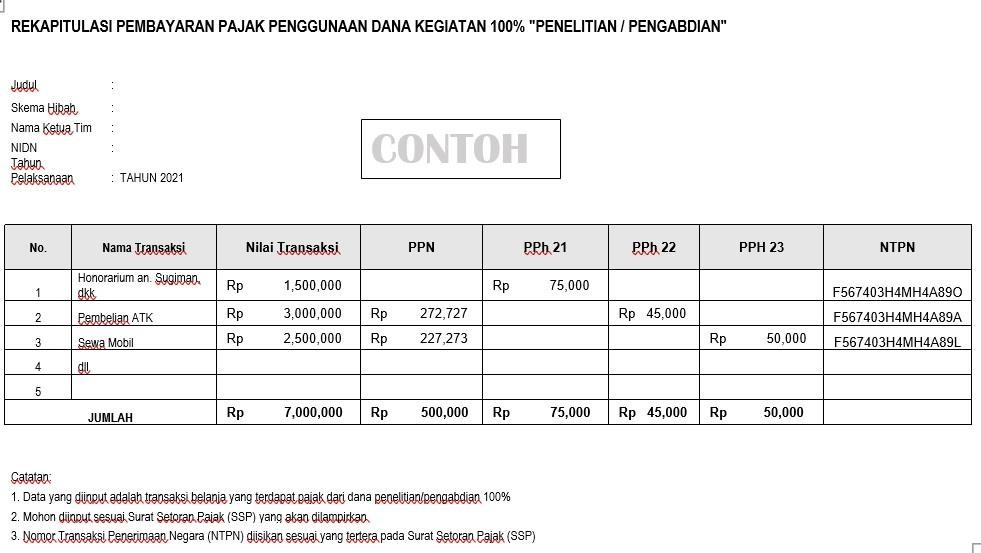 REKAPITULASI PEMBAYARAN PAJAK PENGGUNAAN DANA KEGIATAN 100% "PENELITIAN / PENGABDIAN"
Judul :
Skema Hibah :
Nama Ketua Tim :
NIDN :
Tahun
Pelaksanaan : TAHUN 2021
CONTOH
No. Nama Transaksi Nilai Transaksi PPN PPh 21 PPh 22 PPH 23 NTPN
1 Honorarium an. Sugiman, dkk Rp 1,500,000 Rp 75,000 F567403H4MH4A89O
2 Pembelian ATK Rp 3,000,000 Rp 272,727 Rp 45,000 F567403H4MH4A89A
3 Sewa Mobil Rp 2,500,000 Rp 227,273 Rp 50,000 F567403H4MH4A89L
4 dll
5
JUMLAH Rp 7,000,000 Rp 500,000 Rp 75,000 Rp 45,000 Rp 50,000
Catatan:
1. Data yang diinput adalah transaksi belanja yang terdapat pajak dari dana penelitian/pengabdian 100%
2. Mohon diinput sesuai Surat Setoran Pajak (SSP) yang akan dilampirkan
3. Nomor Transaksi Penerimaan Negara (NTPN) diisikan sesuai yang tertera pada Surat Setoran Pajak (SSP)